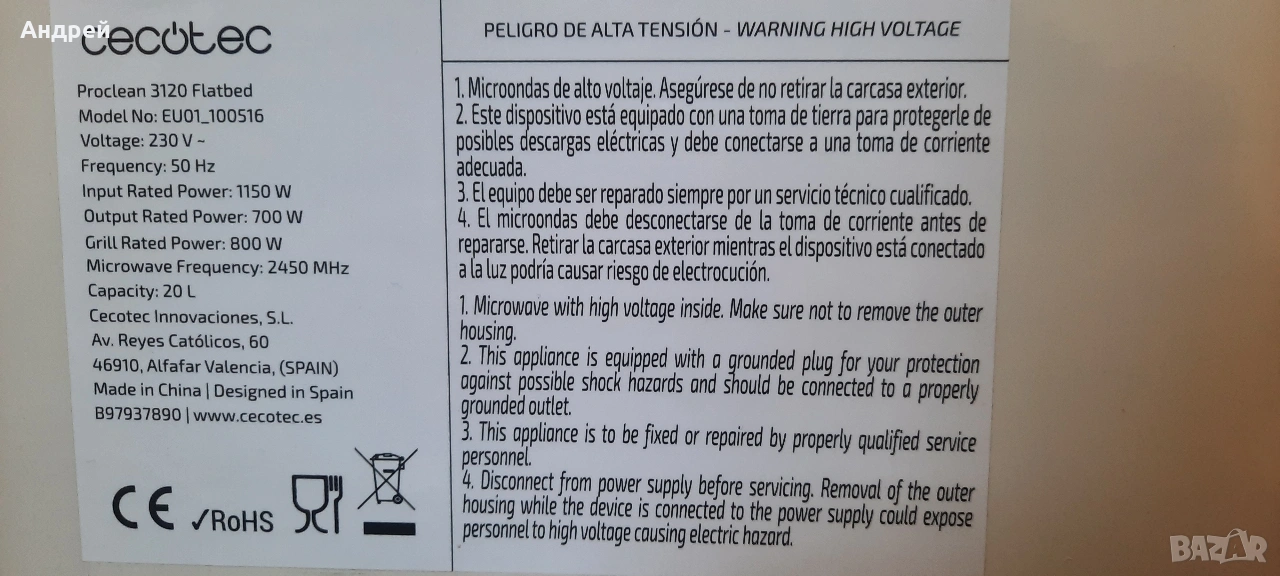 Андрей
cecotec
Proclean 3120 Flatbed
Model No: EU01_100516
Voltage: 230 V ~
Frequency: 50 Hz
Input Rated Power: 1150 W
Output Rated Power: 700 W
Grill Rated Power: 800 W
Microwave Frequency: 2450 MHz
Capacity: 20 L
Cecotec Innovaciones, S.L.
Av. Reyes Católicos, 60
46910, Alfafar Valencia, (SPAIN)
Made in China | Designed in Spain
B97937890 | www.cecotec.es
CE ✓RoHS
PELIGRO DE ALTA TENSIÓN - WARNING HIGH VOLTAGE
1. Microondas de alto voltaje. Asegúrese de no retirar la carcasa exterior.
2. Este dispositivo está equipado con una toma de tierra para protegerle de
posibles descargas eléctricas y debe conectarse a una toma de corriente
adecuada.
3. El equipo debe ser reparado siempre por un servicio técnico cualificado.
4. El microondas debe desconectarse de la toma de corriente antes de
repararse. Retirar la carcasa exterior mientras el dispositivo está conectado
a la luz podría causar riesgo de electrocución.
1. Microwave with high voltage inside. Make sure not to remove the outer
housing.
2. This appliance is equipped with a grounded plug for your protection
against possible shock hazards and should be connected to a properly
grounded outlet.
3. This appliance is to be fixed or repaired by properly qualified service
personnel.
4. Disconnect from power supply before servicing. Removal of the outer
housing while the device is connected to the power supply could expose
personnel to high voltage causing electric hazard.
BAZAR